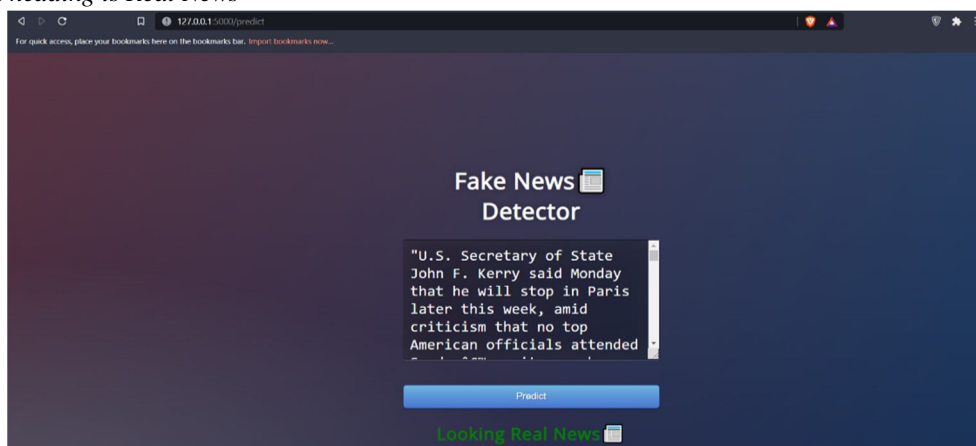 heading is Real News
127.0.0.1:5000/predict
For quick access, place your bookmarks here on the bookmarks bar. Import bookmarks now...
Fake News
Detector
"U.S. Secretary of State
John F. Kerry said Monday
that he will stop in Paris
later this week, amid
criticism that no top
American officials attended
Predict
Looking Real News